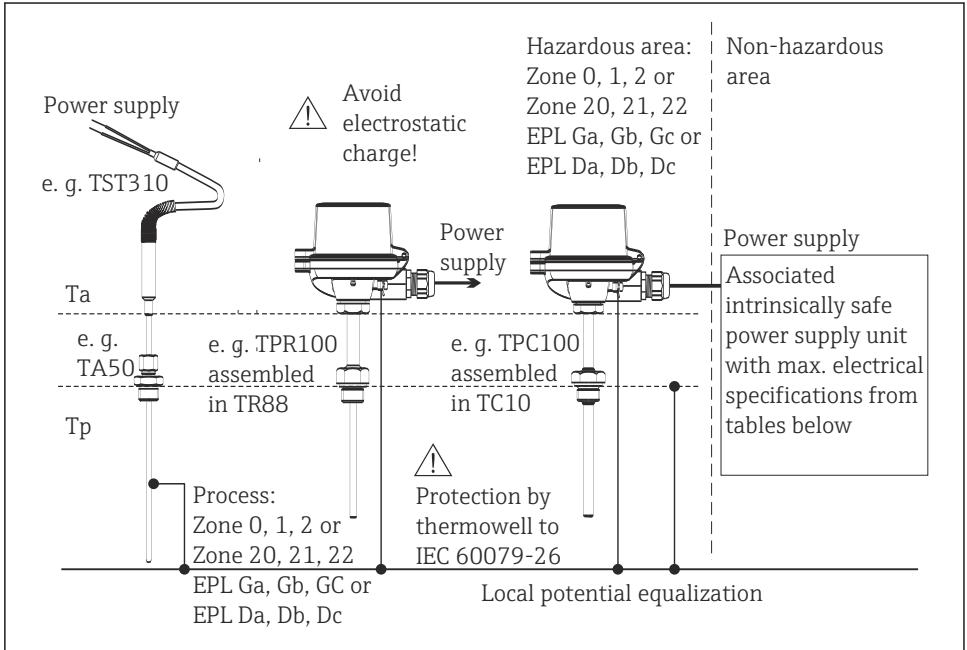 Power supply
e. g. TST310
Ta
e. g.
TA50
Tp
Avoid
electrostatic
charge!
e. g. TPR100
assembled
in TR88
Process:
Zone 0, 1, 2 or
Zone 20, 21, 22
EPL Ga, Gb, GC or
EPL Da, Db, Dc
Power
supply
e. g. TPC100
assembled
in TC10
Protection by
thermowell to
IEC 60079-26
Hazardous area:
Zone 0, 1, 2 or
Zone 20, 21, 22
EPL Ga, Gb, Gc or
EPL Da, Db, Dc
Non-hazardous
area
Power supply
Associated
intrinsically safe
power supply unit
with max. electrical
specifications from
tables below
Local potential equalization